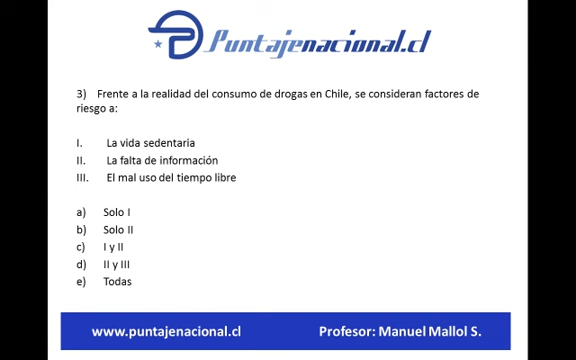 Puntajenacional.cl
3) Frente a la realidad del consumo de drogas en Chile, se consideran factores de
riesgo a:
I. La vida sedentaria
II. La falta de información
III. El mal uso del tiempo libre
a) Solo I
b) Solo II
c) I y II
d) II y III
e) Todas
www.puntajenacional.cl Profesor: Manuel Mallol S.